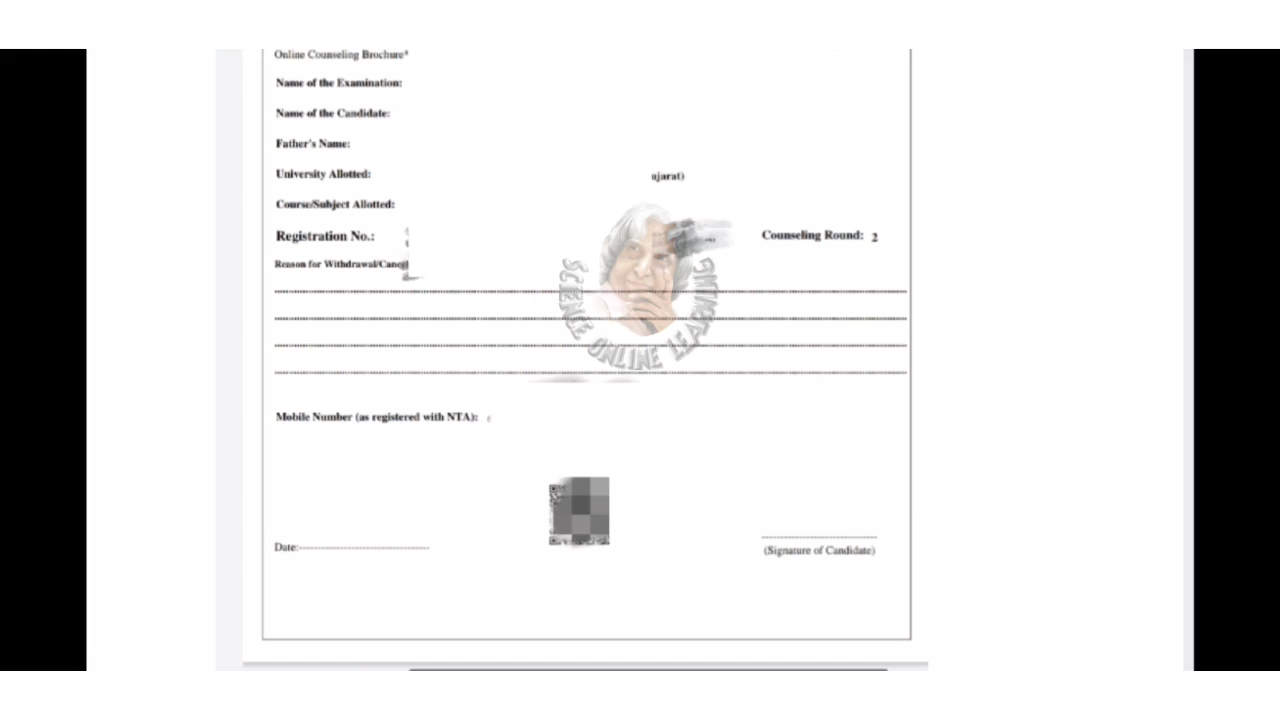 Online Counseling Brochure*
Name of the Examination:
Name of the Candidate:
Father's Name:
University Allotted:
ujarat)
Course/Subject Allotted:
Registration No.:
Counseling Round: 2
Reason for Withdrawal/Cancel
SCIENCE ONLINE LEARNING
Mobile Number (as registered with NTA):
Date:
(Signature of Candidate)